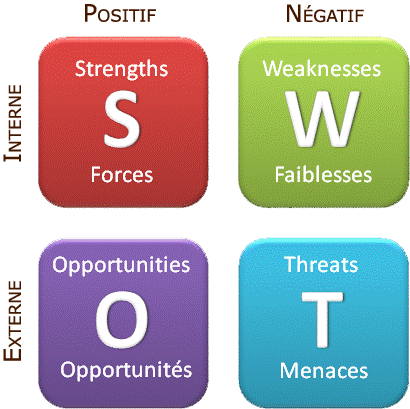 POSITIF
NÉGATIF
INTERNE
Strengths
S
Forces
Weaknesses
W
Faiblesses
EXTERNE
Opportunities
O
Opportunités
Threats
T
Menaces